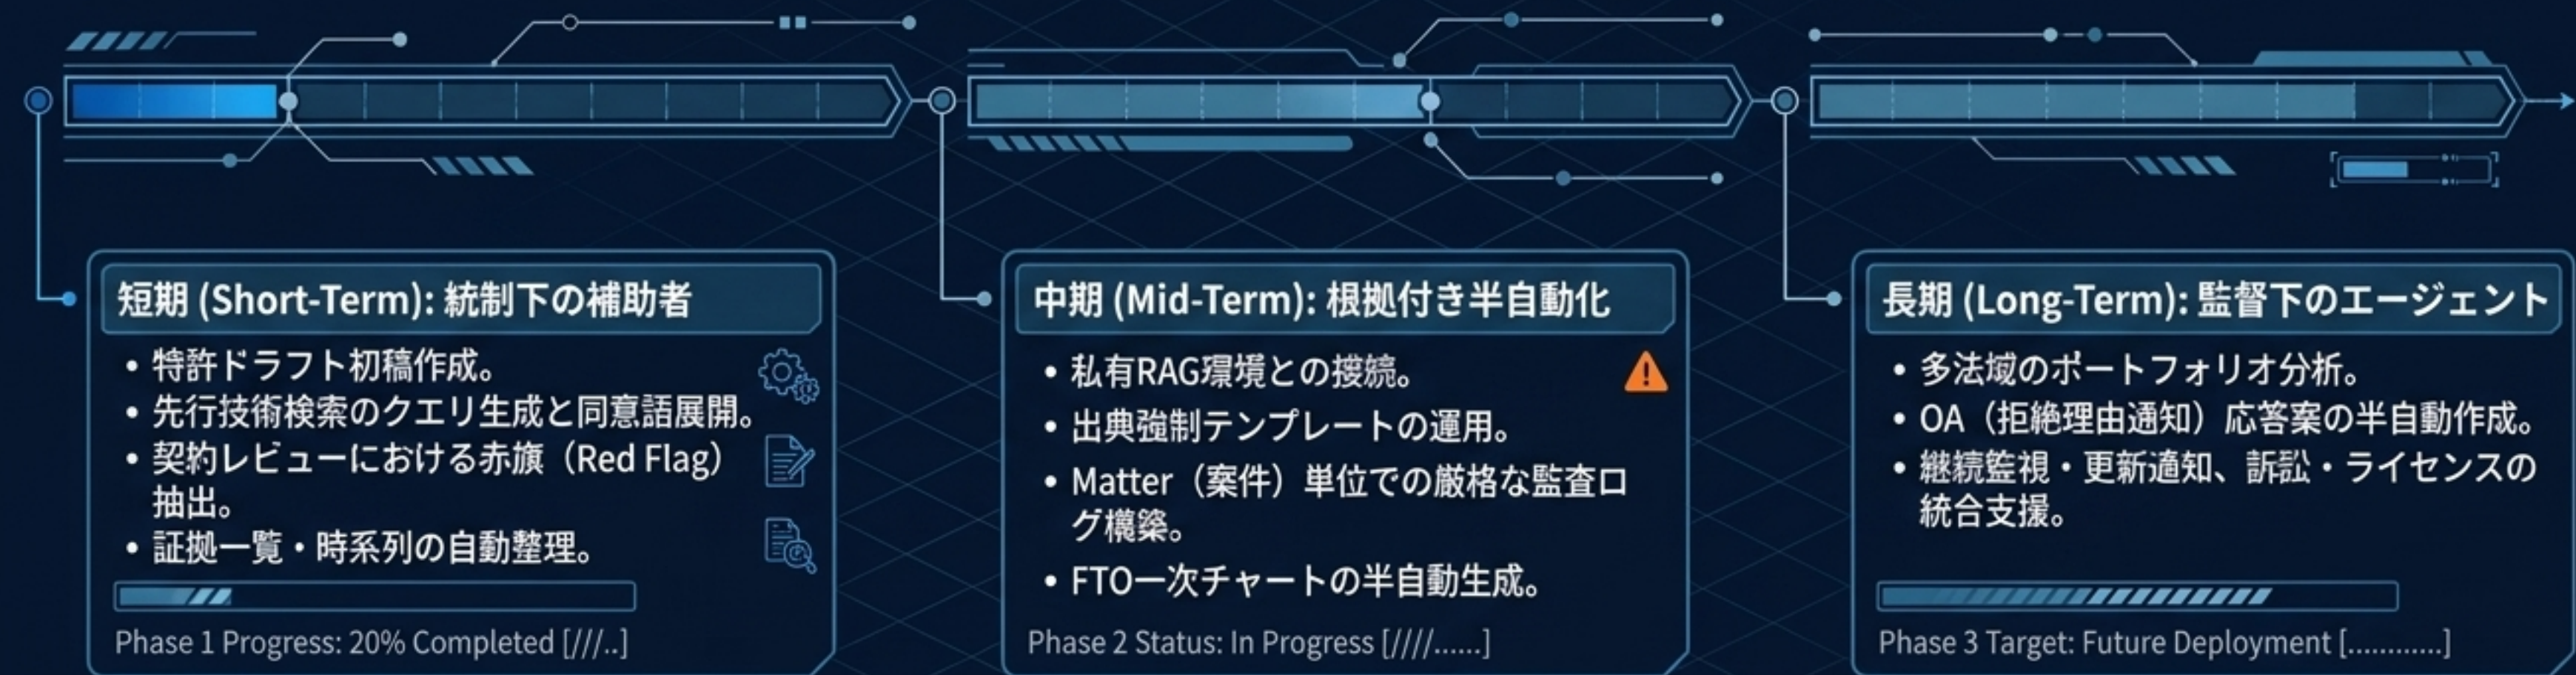 短期 (Short-Term): 統制下の補助者
• 特許ドラフト初稿作成。
• 先行技術検索のクエリ生成と同意語展開。
• 契約レビューにおける赤旗（Red Flag）
抽出。
• 証拠一覧・時系列の自動整理。
Phase 1 Progress: 20% Completed [///..]
中期 (Mid-Term): 根拠付き半自動化
• 私有RAG環境との接続。
• 出典強制テンプレートの運用。
• Matter（案件）単位での厳格な監査ロ
グ構築。
• FTO一次チャートの半自動生成。
Phase 2 Status: In Progress [////......]
長期 (Long-Term): 監督下のエージェント
• 多法域のポートフォリオ分析。
• OA（拒絶理由通知）応答案の半自動作成。
• 継続監視・更新通知、訴訟・ライセンスの
統合支援。
Phase 3 Target: Future Deployment [............]